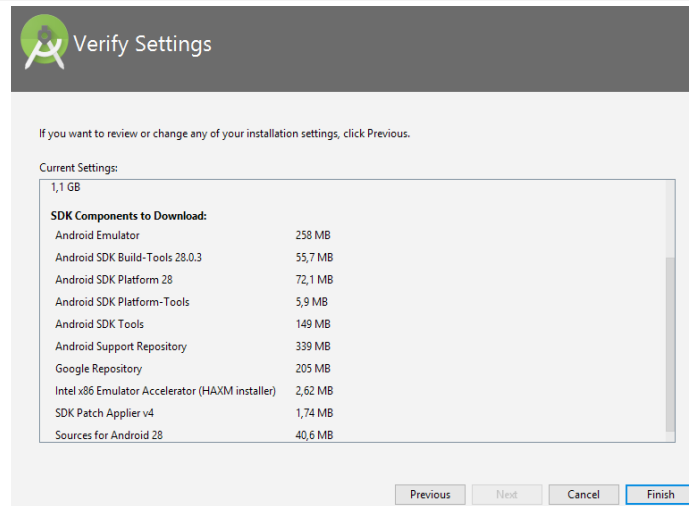 Verify Settings
If you want to review or change any of your installation settings, click Previous.
Current Settings:
1,1 GB
SDK Components to Download:
Android Emulator 258 MB
Android SDK Build-Tools 28.0.3 55,7 MB
Android SDK Platform 28 72,1 MB
Android SDK Platform-Tools 5,9 MB
Android SDK Tools 149 MB
Android Support Repository 339 MB
Google Repository 205 MB
Intel x86 Emulator Accelerator (HAXM installer) 2,62 MB
SDK Patch Applier v4 1,74 MB
Sources for Android 28 40,6 MB
Previous Next Cancel Finish